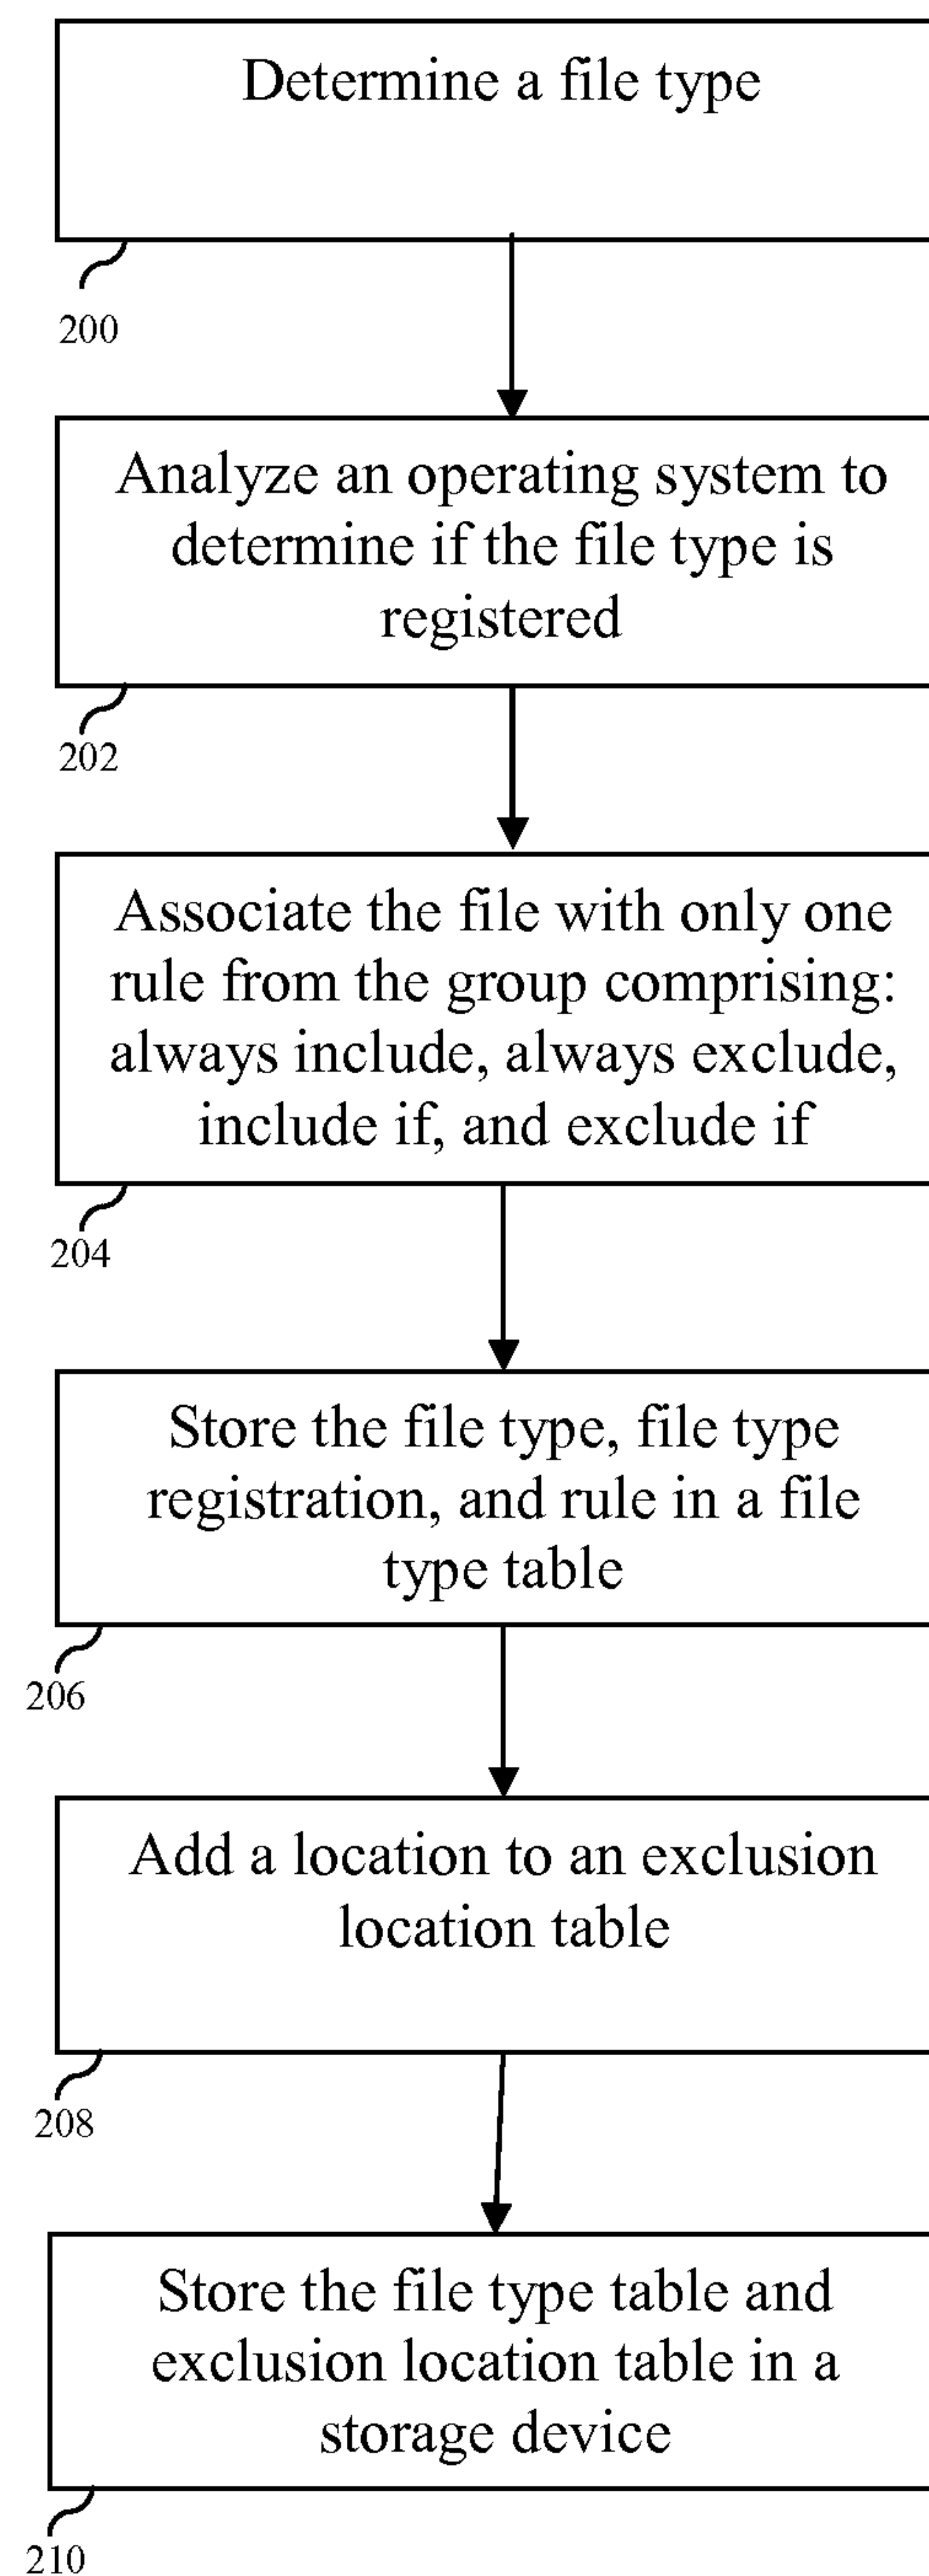 Determine a file type
200
Analyze an operating system to
determine if the file type is
registered
202
Associate the file with only one
rule from the group comprising:
always include, always exclude,
include if, and exclude if
204
Store the file type, file type
registration, and rule in a file
type table
206
Add a location to an exclusion
location table
208
Store the file type table and
exclusion location table in a
storage device
210